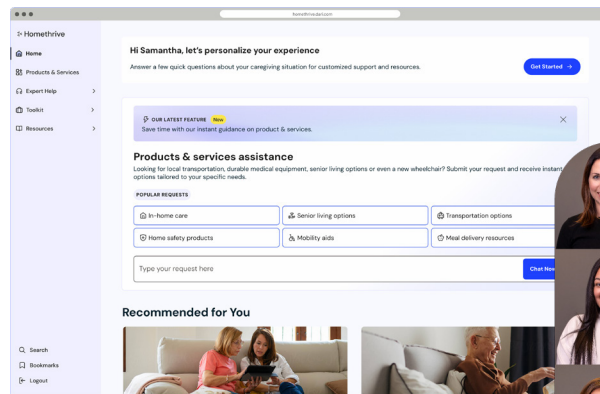 homethrive.dari.com
Homethrive
Home
Products & Services
Expert Help
Toolkit
Resources
Search
Bookmarks
Logout
Hi Samantha, let's personalize your experience
Answer a few quick questions about your caregiving situation for customized support and resources.
Get Started →
OUR LATEST FEATURE New
Save time with our instant guidance on product & services.
Products & services assistance
Looking for local transportation, durable medical equipment, senior living options or even a new wheelchair? Submit your request and receive instant
options tailored to your specific needs.
POPULAR REQUESTS
In-home care
Senior living options
Transportation options
Home safety products
Mobility aids
Meal delivery resources
Type your request here
Chat Now
Recommended for You